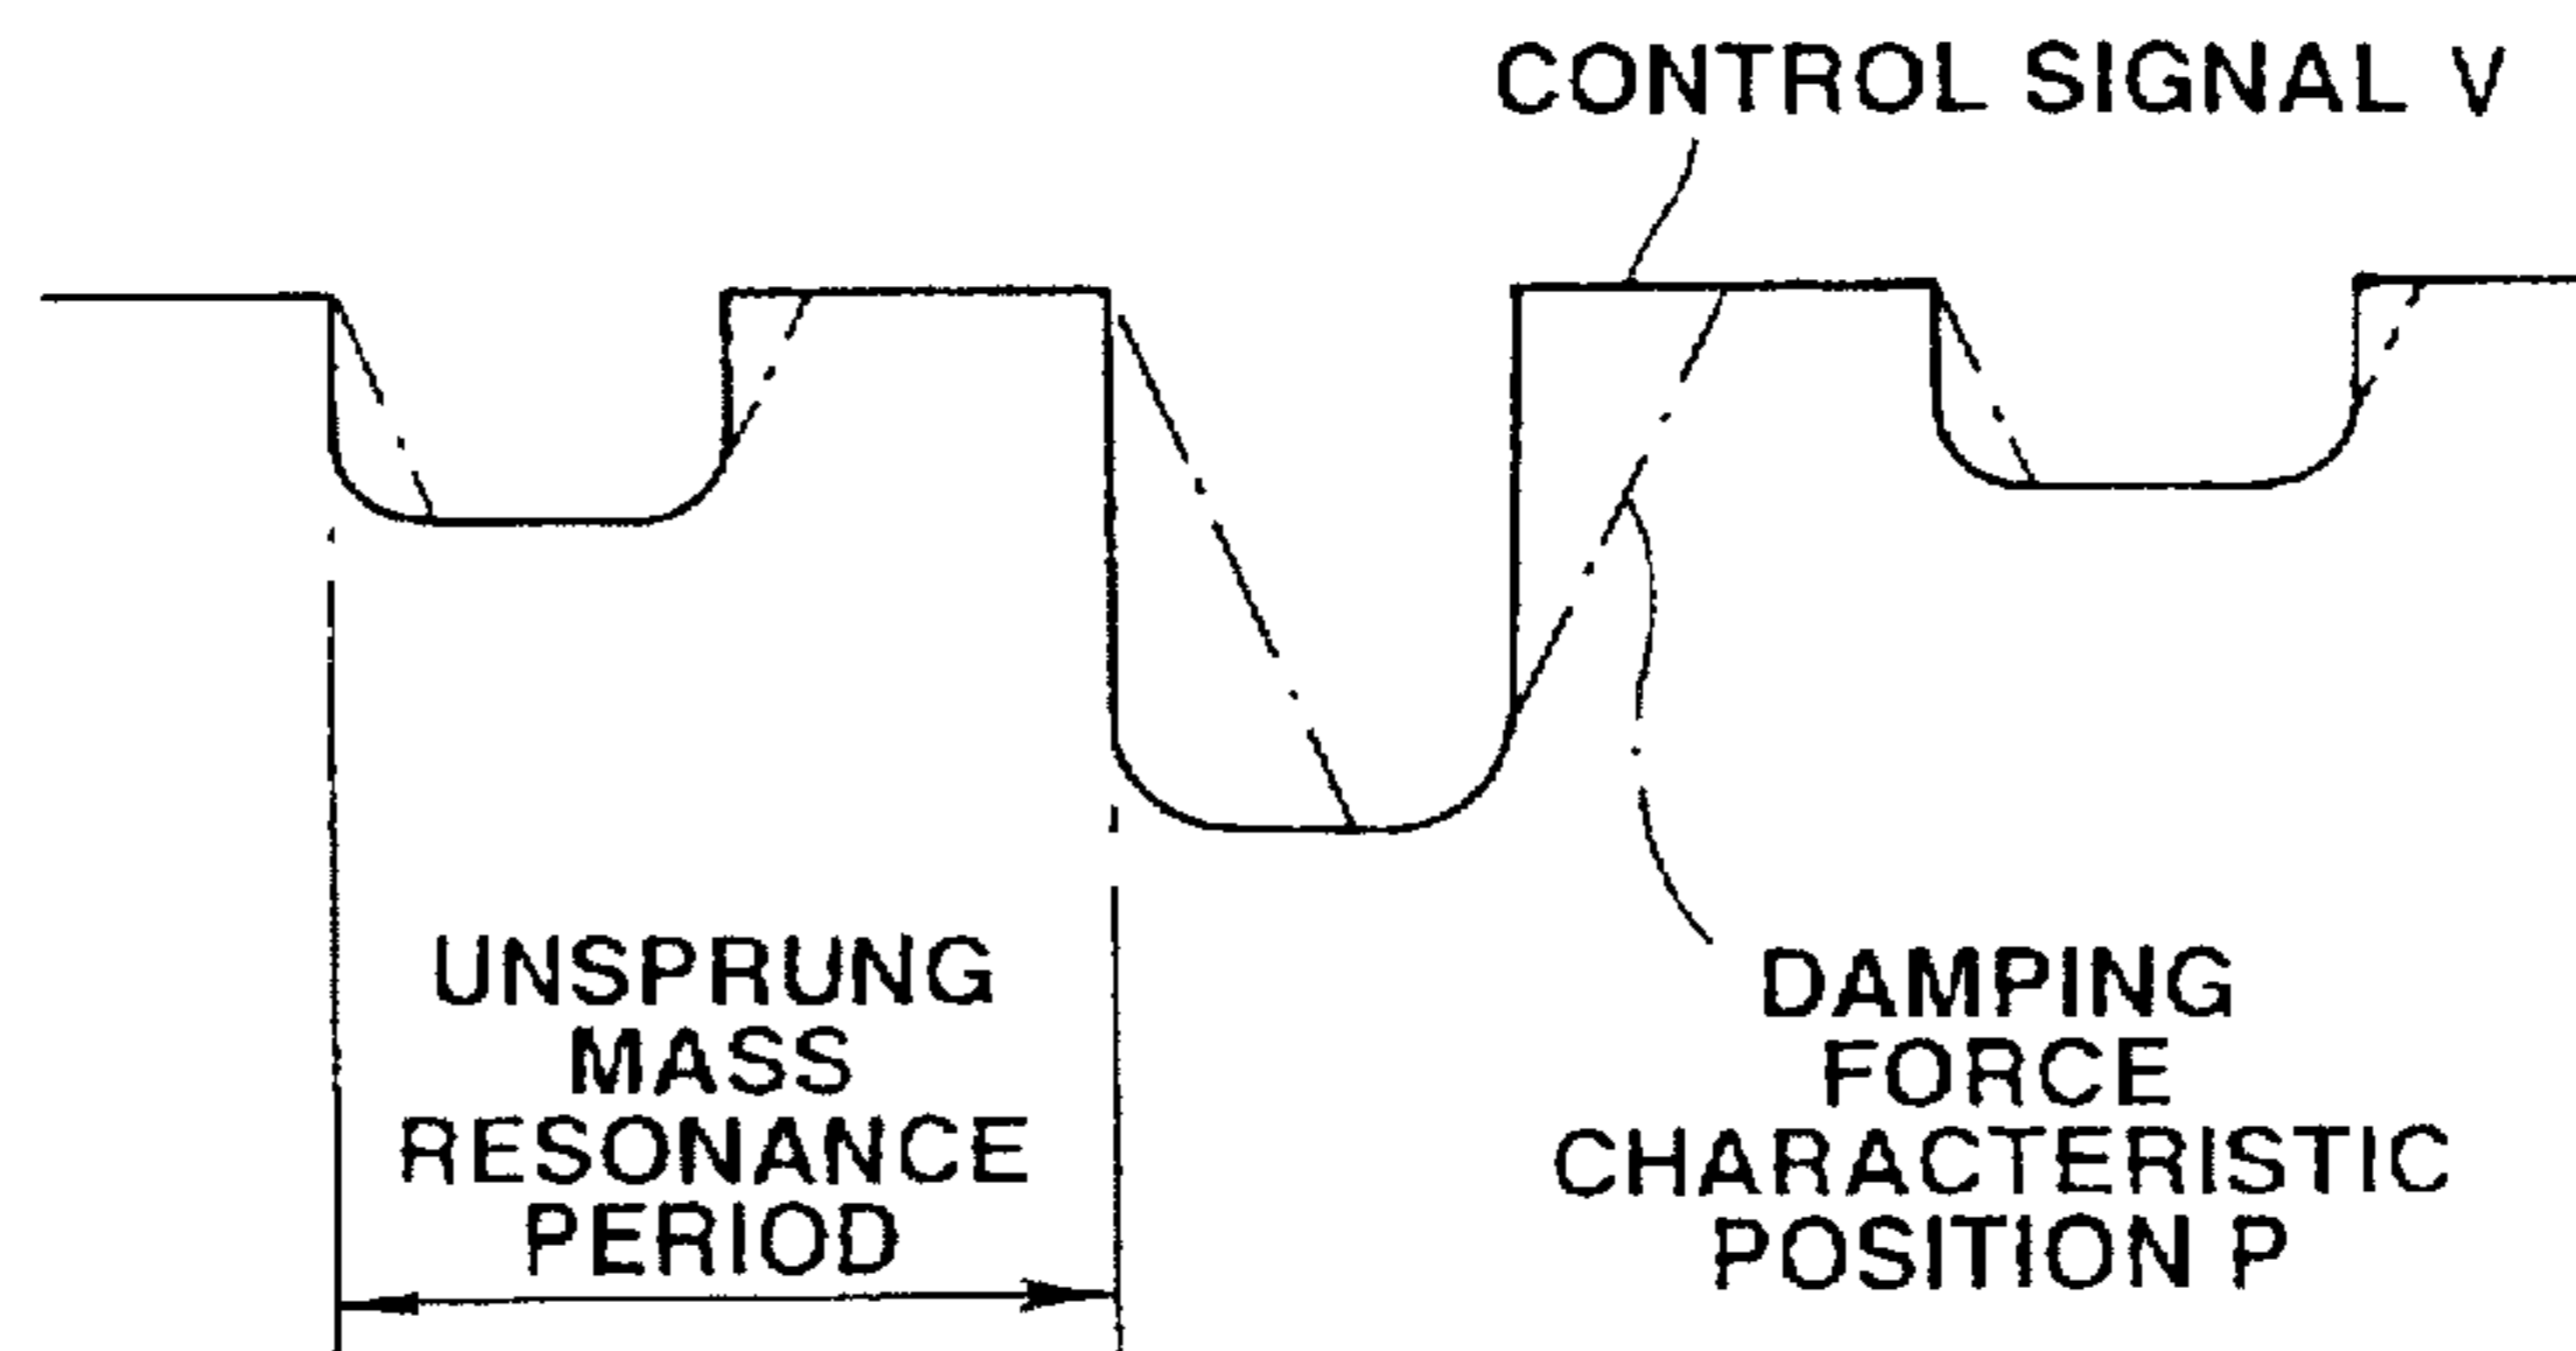 CONTROL SIGNAL V
UNSPRUNG
MASS
RESONANCE
PERIOD
DAMPING
FORCE
CHARACTERISTIC
POSITION P